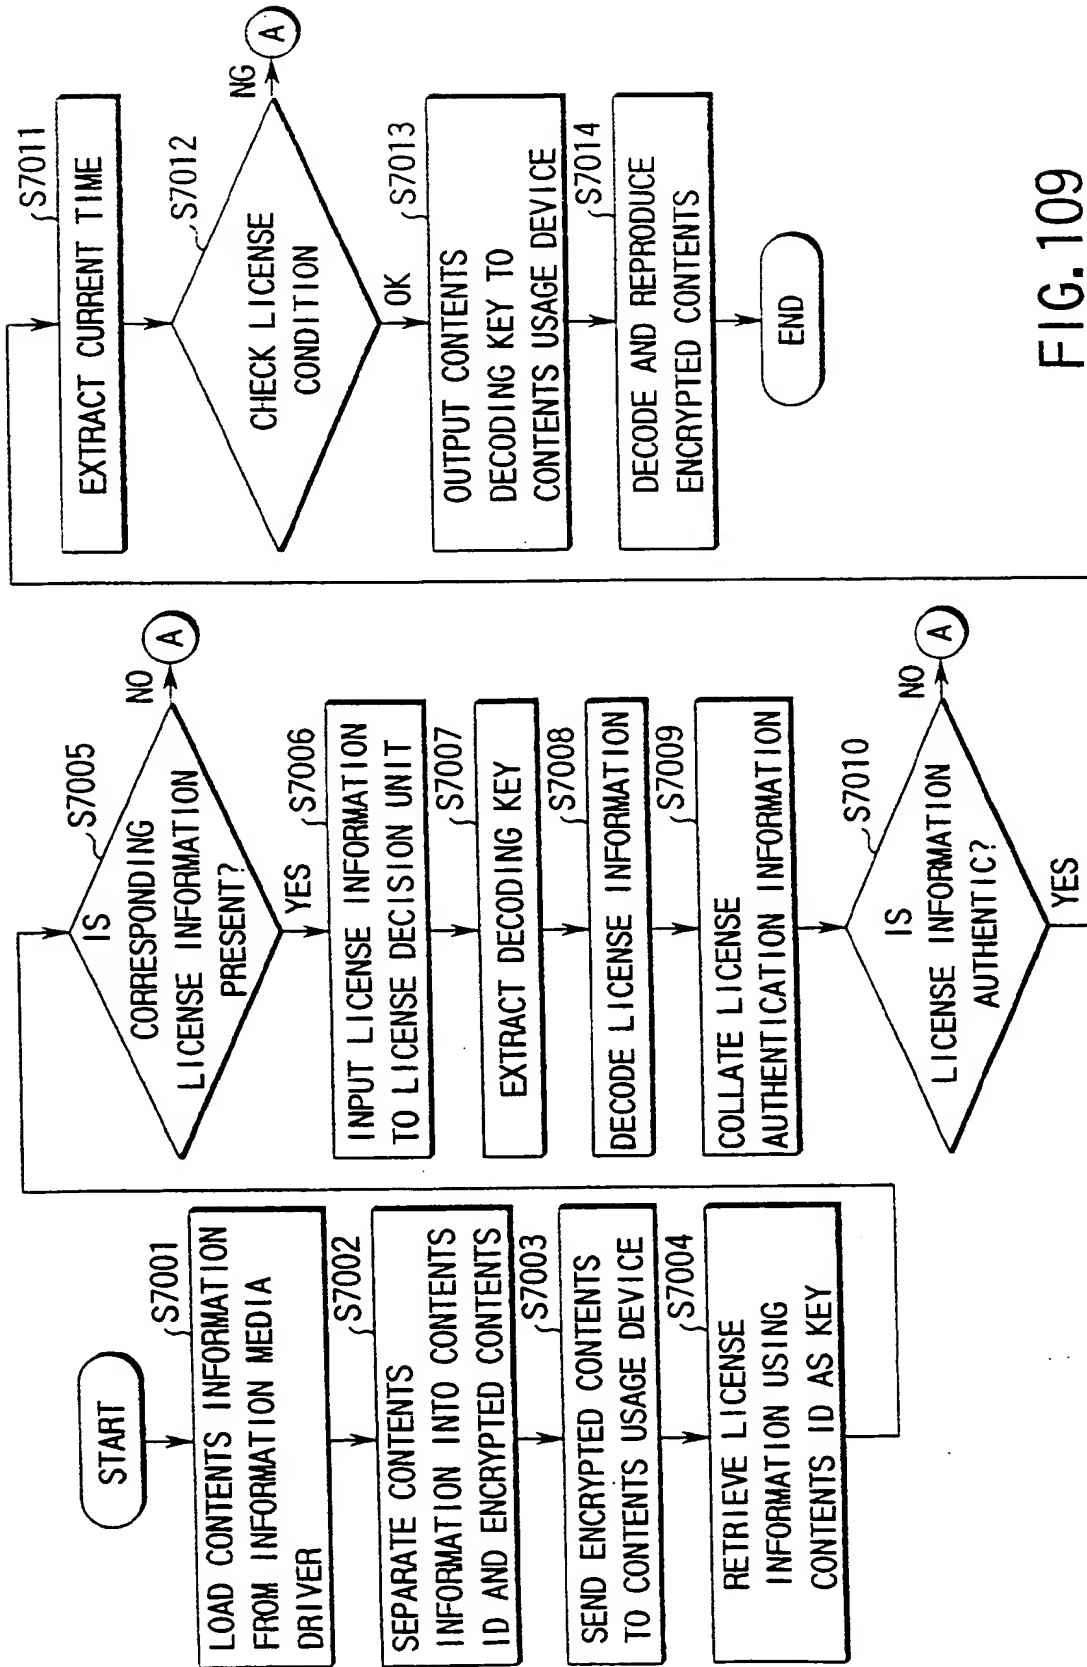 START
S7001
LOAD CONTENTS INFORMATION
FROM INFORMATION MEDIA
DRIVER
S7002
SEPARATE CONTENTS
INFORMATION INTO CONTENTS
ID AND ENCRYPTED CONTENTS
S7003
SEND ENCRYPTED CONTENTS
TO CONTENTS USAGE DEVICE
S7004
RETRIEVE LICENSE
INFORMATION USING
CONTENTS ID AS KEY
S7005
IS
CORRESPONDING
LICENSE INFORMATION
PRESENT?
NO
A
YES
S7006
INPUT LICENSE INFORMATION
TO LICENSE DECISION UNIT
S7007
EXTRACT DECODING KEY
S7008
DECODE LICENSE INFORMATION
S7009
COLLATE LICENSE
AUTHENTICATION INFORMATION
S7010
IS
LICENSE INFORMATION
AUTHENTIC?
NO
A
YES
S7011
EXTRACT CURRENT TIME
S7012
CHECK LICENSE
CONDITION
NG
A
OK
S7013
OUTPUT CONTENTS
DECODING KEY TO
CONTENTS USAGE DEVICE
S7014
DECODE AND REPRODUCE
ENCRYPTED CONTENTS
END
FIG. 109